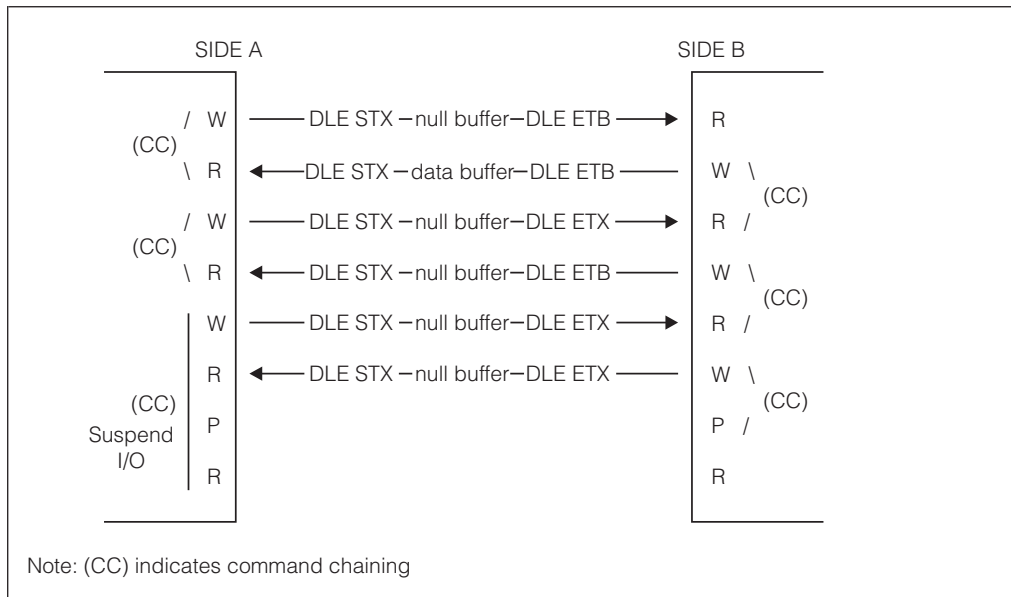 SIDE A SIDE B
/ W DLE STX – null buffer – DLE ETB R
(CC)
\ R DLE STX – data buffer – DLE ETB W \
(CC)
/ W DLE STX – null buffer – DLE ETX R /
(CC)
\ R DLE STX – null buffer – DLE ETB W \
(CC)
W DLE STX – null buffer – DLE ETX R /
R DLE STX – null buffer – DLE ETX W \
(CC) (CC)
P P /
Suspend
I/O
R R
Note: (CC) indicates command chaining